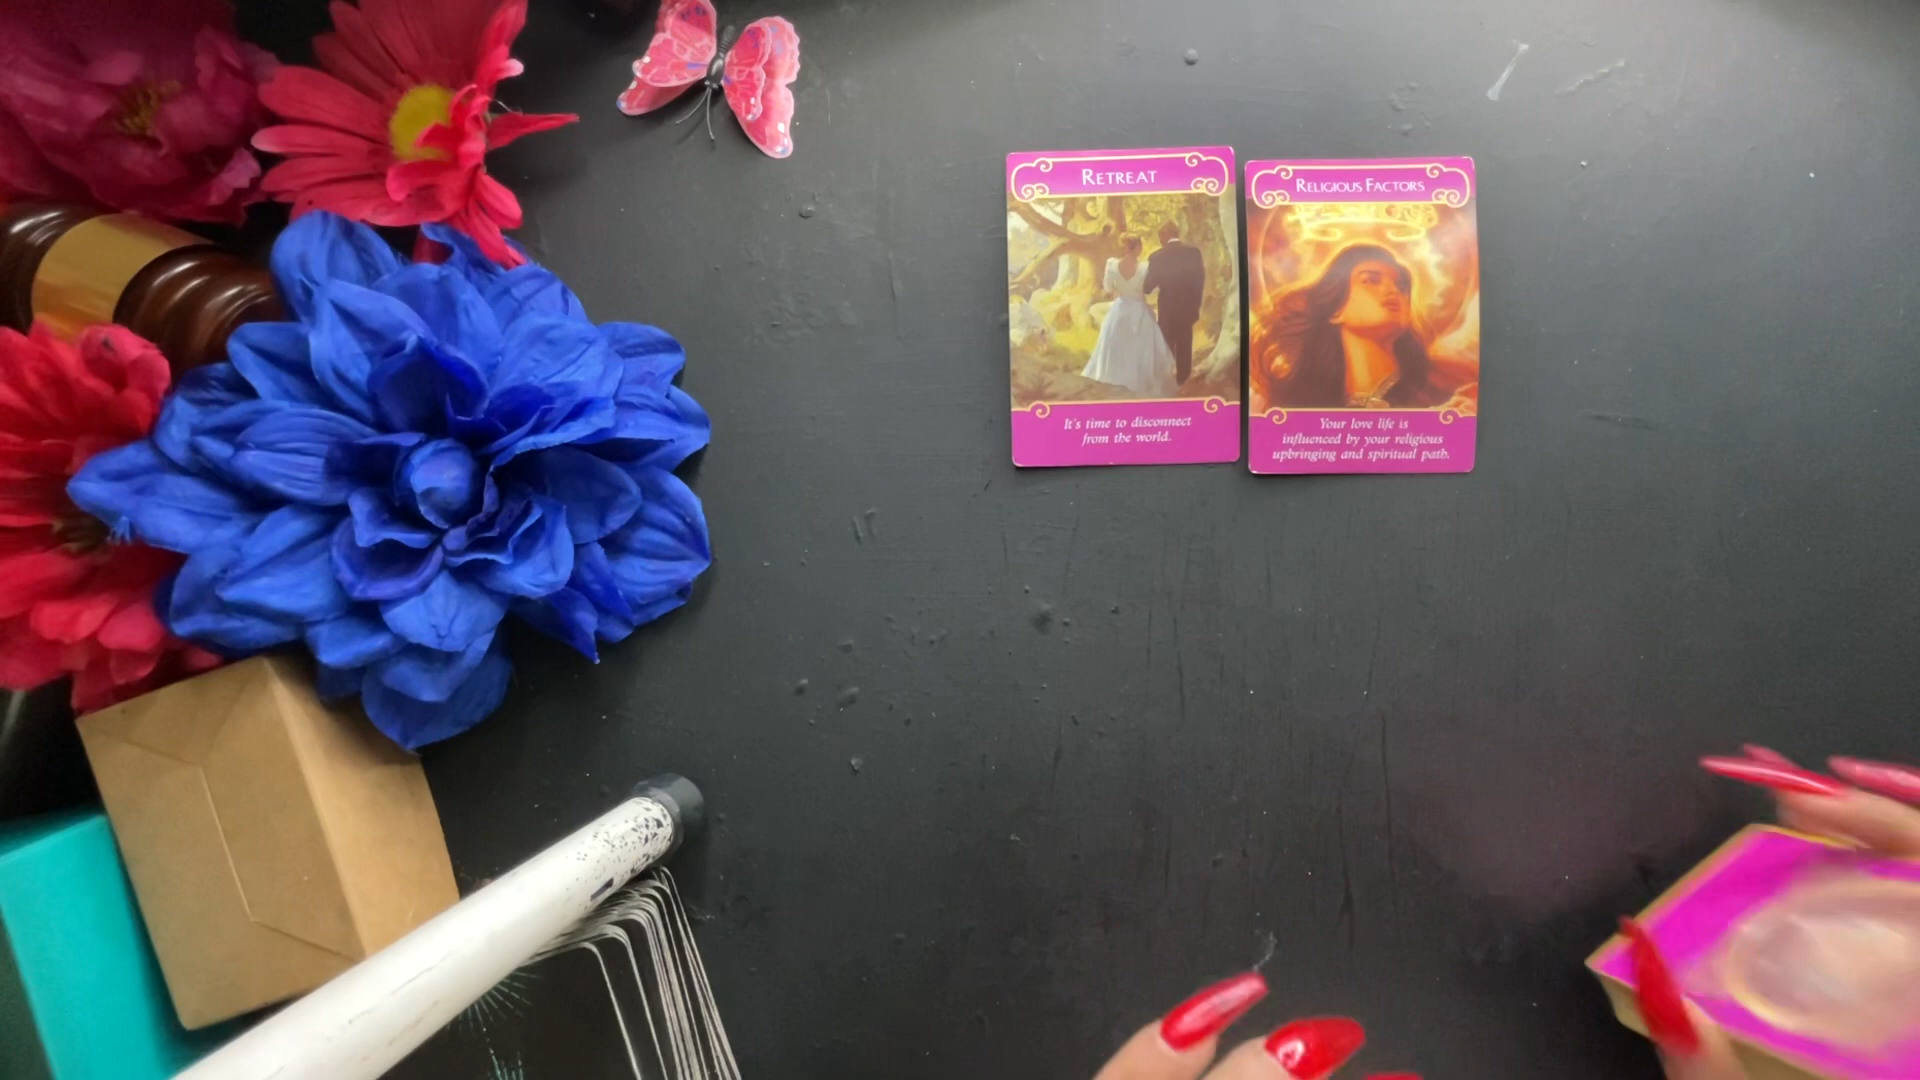 RETREAT
It's time to disconnect
from the world.
RELIGIOUS FACTORS
Your love life is
influenced by your religious
upbringing and spiritual path.